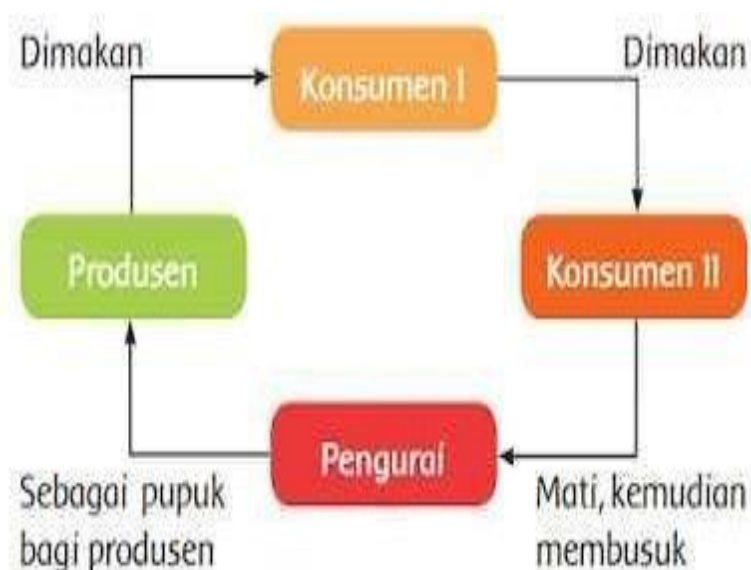 Dimakan
Konsumen I
Dimakan
Produsen
Konsumen II
Pengurai
Sebagai pupuk
bagi produsen
Mati, kemudian
membusuk